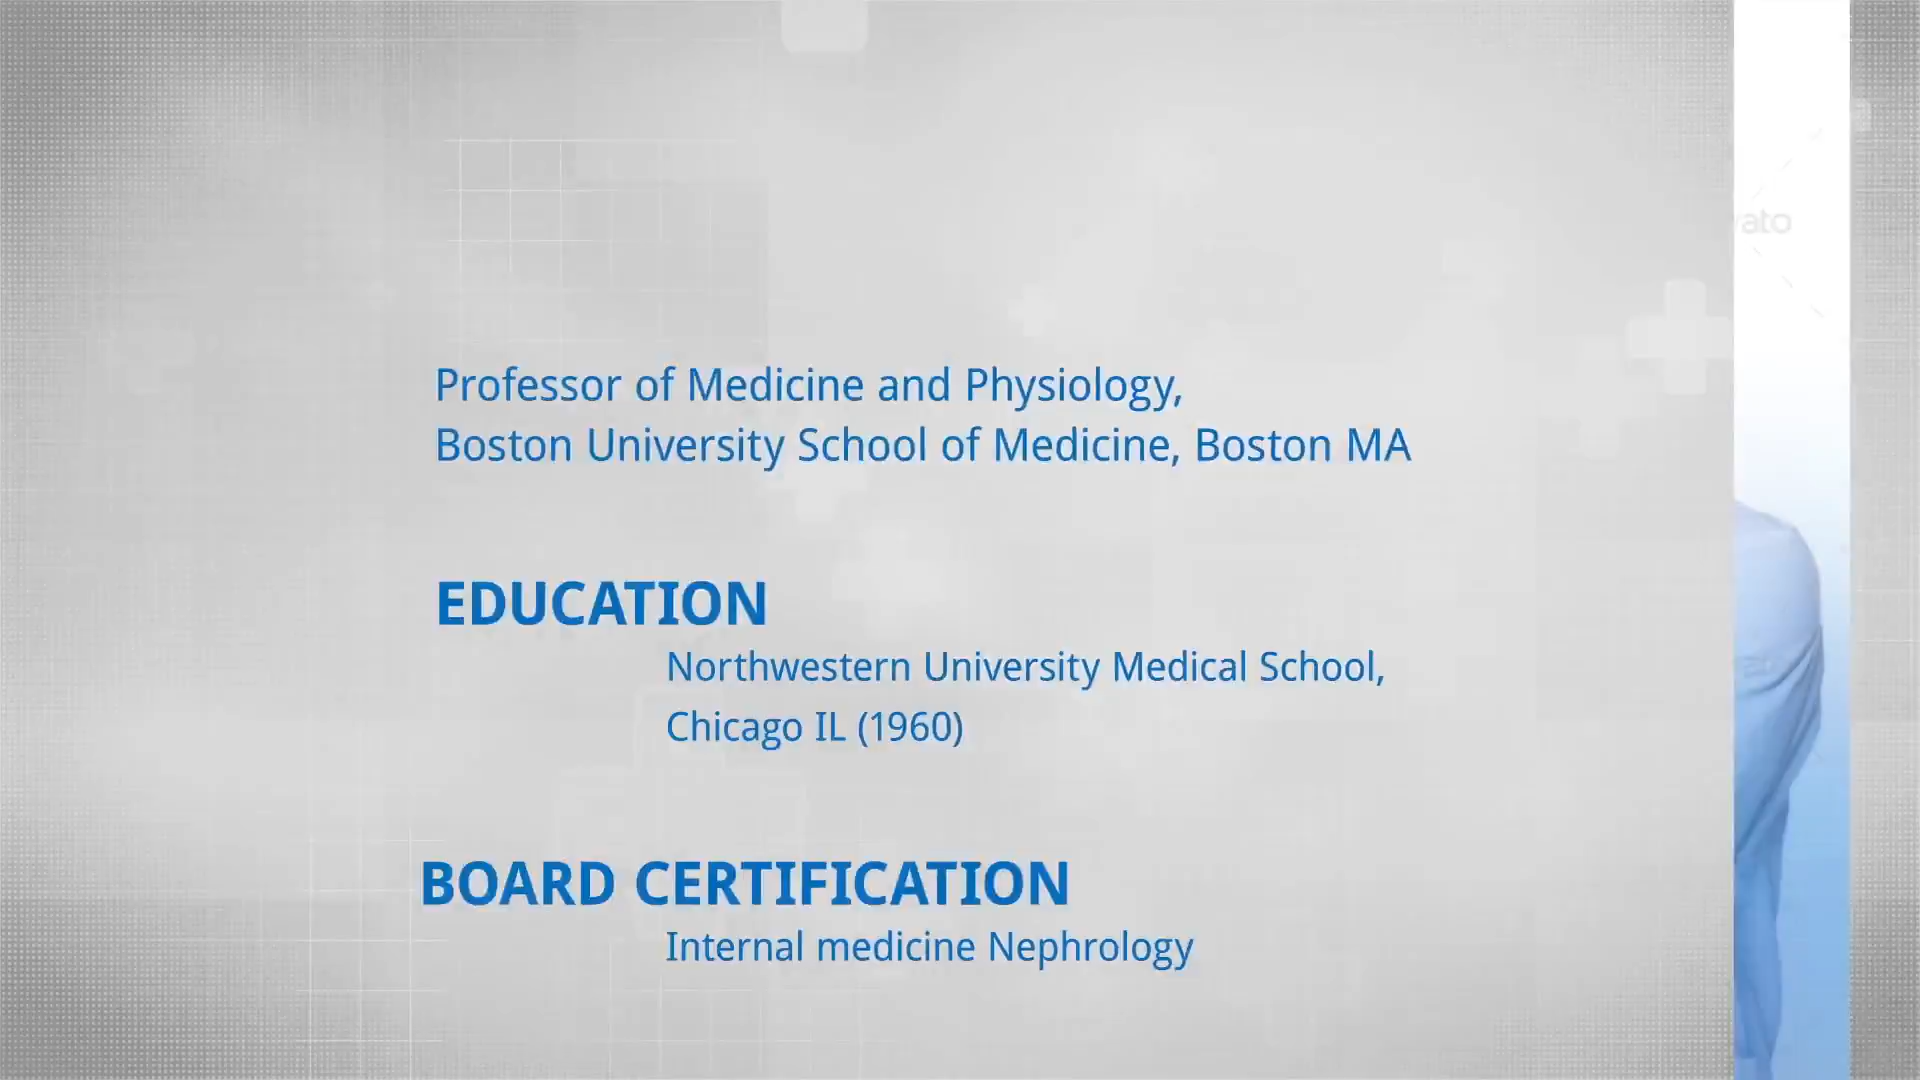 vato
Professor of Medicine and Physiology,
Boston University School of Medicine, Boston MA
EDUCATION
Northwestern University Medical School,
Chicago IL (1960)
BOARD CERTIFICATION
Internal medicine Nephrology